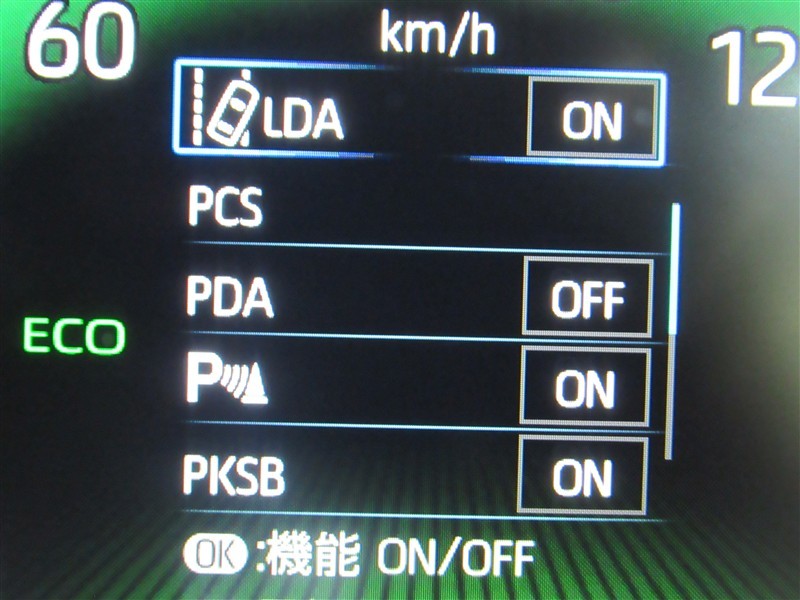 60 km/h 12
LDA ON
PCS
PDA OFF
ECO
P ON
PKSB ON
OK :機能 ON/OFF